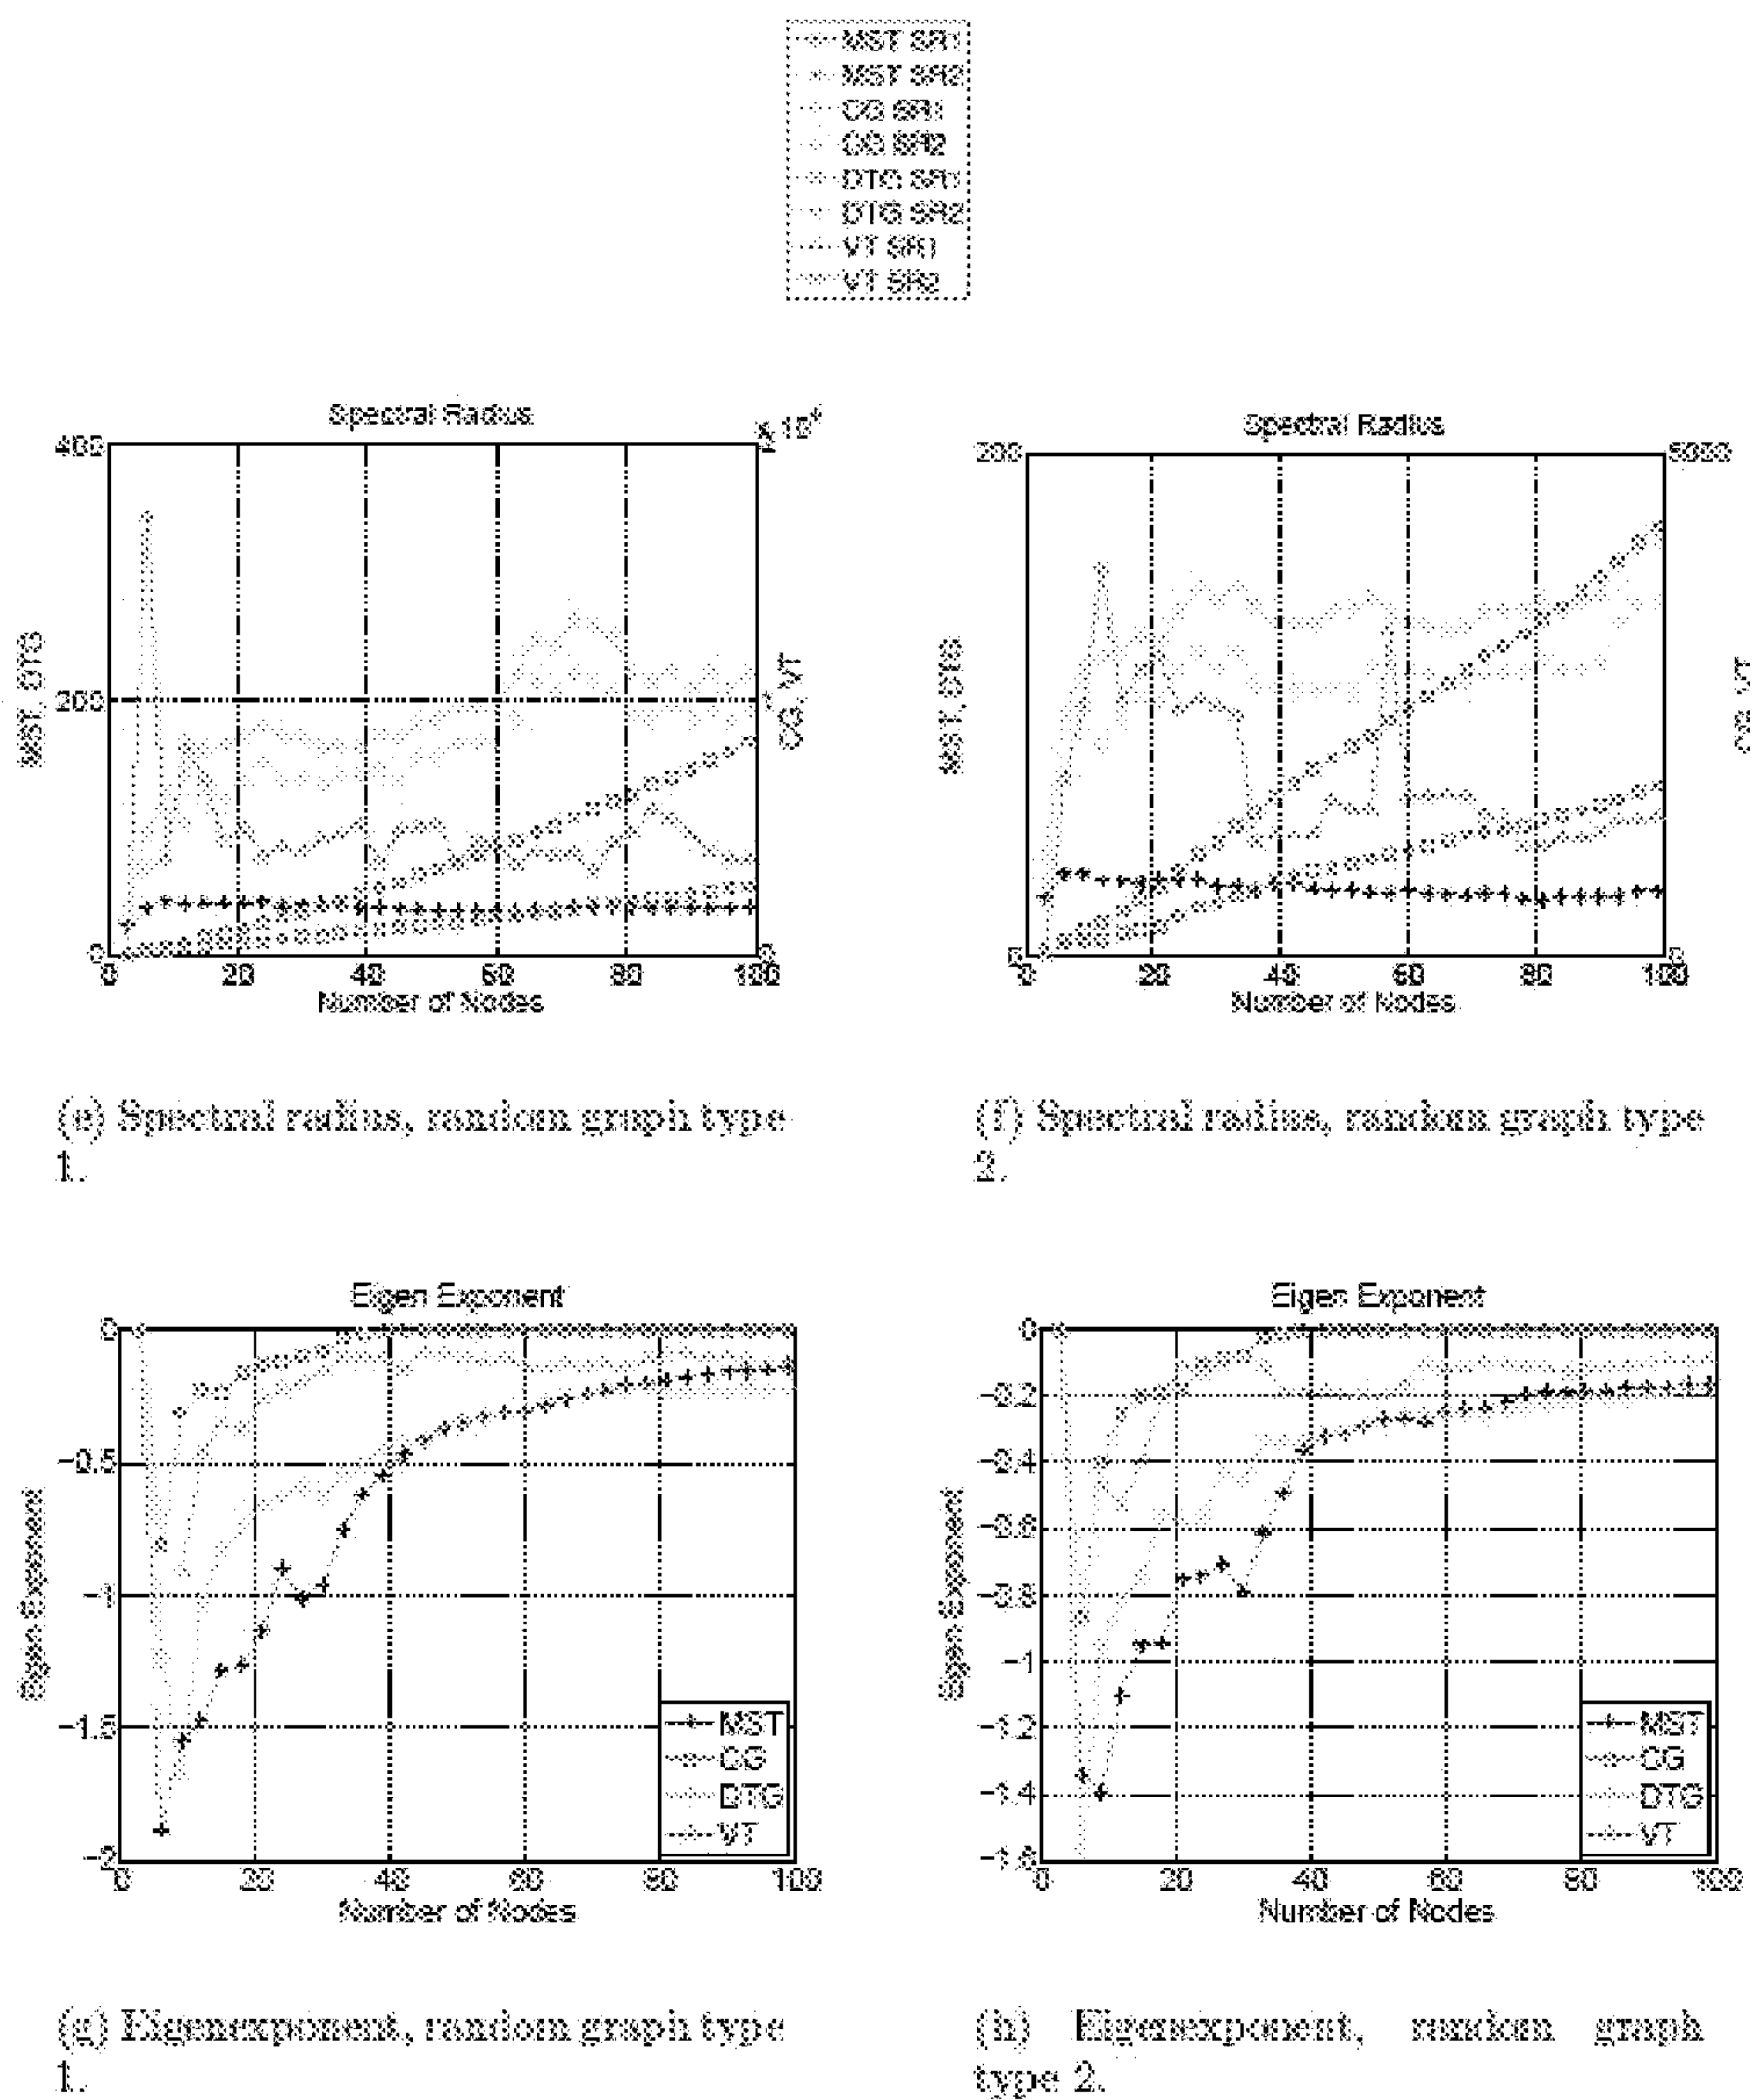 MST SR1
MST SR2
CG SR1
CG SR2
DTG SR1
DTG SR2
VT SR1
VT SR2
Spectral Radius
400
200
0
MST, DTG
CG, VT
0 20 40 60 80 100
Number of Nodes
Spectral Radius
200
5000
0
0
MST, DTG
CG, VT
0 20 40 60 80 100
Number of Nodes
(e) Spectral radius, random graph type
1.
(f) Spectral radius, random graph type
2.
Eigen Exponent
0
-0.5
-1
-1.5
-2
Eigen Exponent
MST
CG
DTG
VT
0 20 40 60 80 100
Number of Nodes
Eigen Exponent
0
-0.2
-0.4
-0.6
-0.8
-1
-1.2
-1.4
-1.6
Eigen Exponent
MST
CG
DTG
VT
0 20 40 60 80 100
Number of Nodes
(g) Eigenexponent, random graph type
1.
(h) Eigenexponent, random graph
type 2.